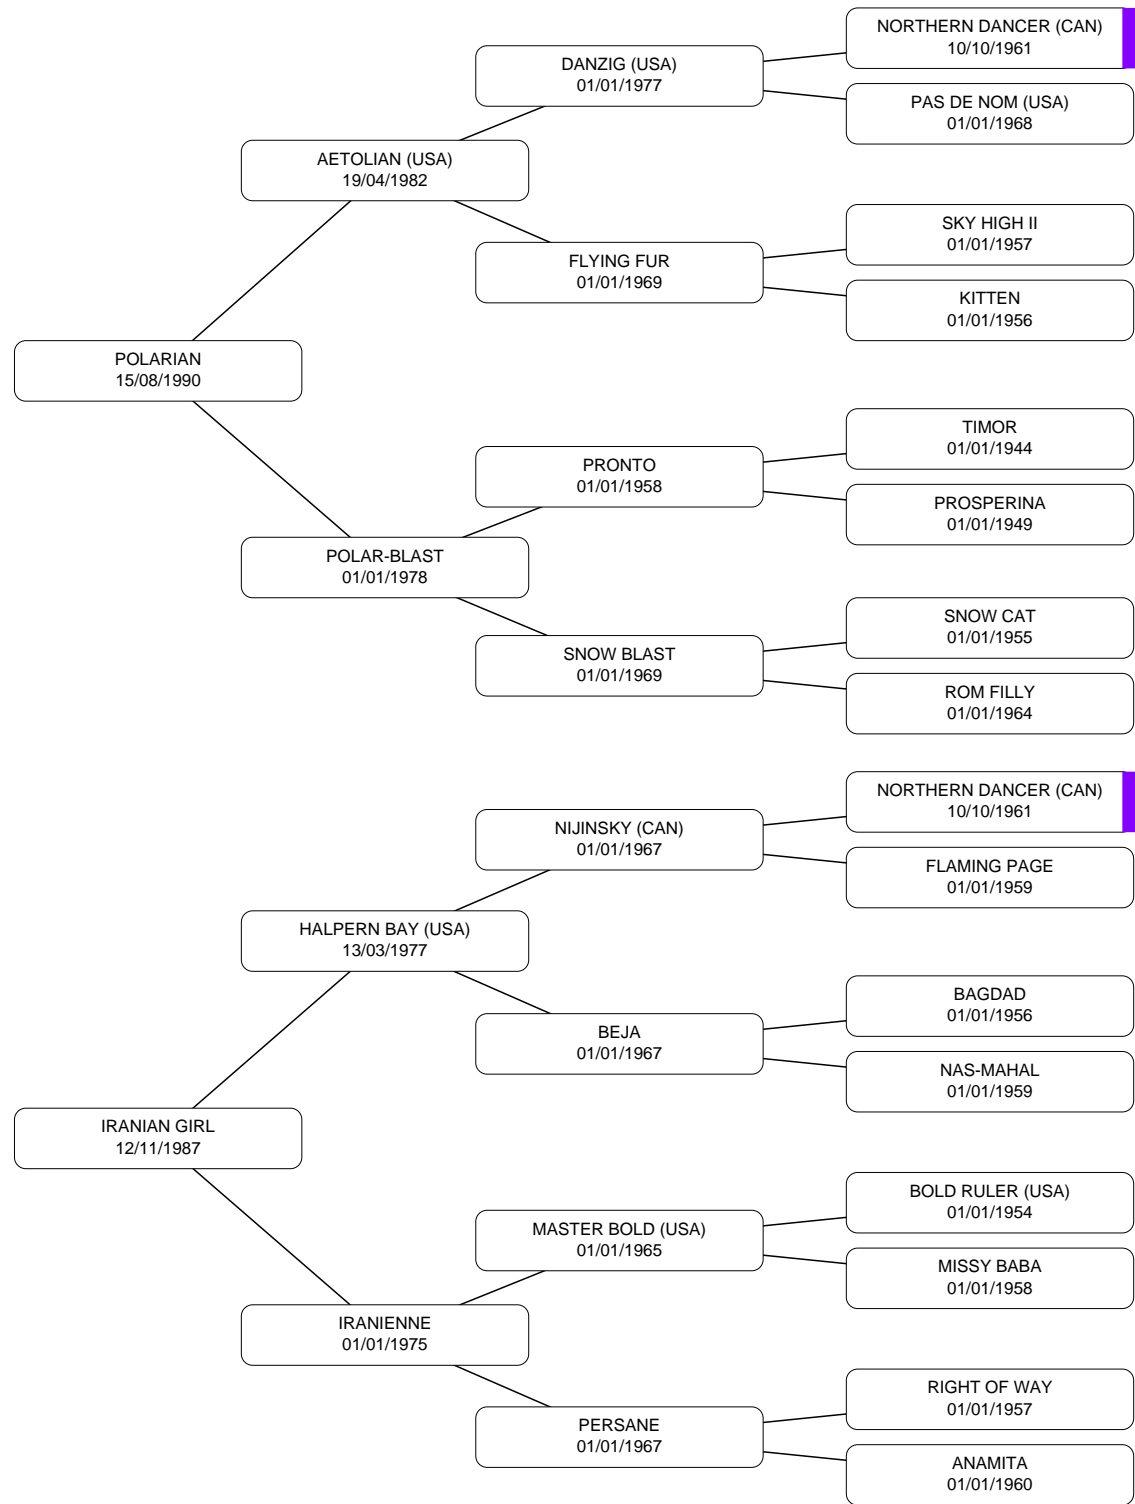 NORTHERN DANCER (CAN)
10/10/1961
DANZIG (USA)
01/01/1977
PAS DE NOM (USA)
01/01/1968
AETOLIAN (USA)
19/04/1982
SKY HIGH II
01/01/1957
FLYING FUR
01/01/1969
KITTEN
01/01/1956
POLARIAN
15/08/1990
TIMOR
01/01/1944
PRONTO
01/01/1958
PROSPERINA
01/01/1949
POLAR-BLAST
01/01/1978
SNOW CAT
01/01/1955
SNOW BLAST
01/01/1969
ROM FILLY
01/01/1964
NORTHERN DANCER (CAN)
10/10/1961
NIJINSKY (CAN)
01/01/1967
FLAMING PAGE
01/01/1959
HALPERN BAY (USA)
13/03/1977
BAGDAD
01/01/1956
BEJA
01/01/1967
NAS-MAHAL
01/01/1959
IRANIAN GIRL
12/11/1987
BOLD RULER (USA)
01/01/1954
MASTER BOLD (USA)
01/01/1965
MISSY BABA
01/01/1958
IRANIENNE
01/01/1975
RIGHT OF WAY
01/01/1957
PERSANE
01/01/1967
ANAMITA
01/01/1960